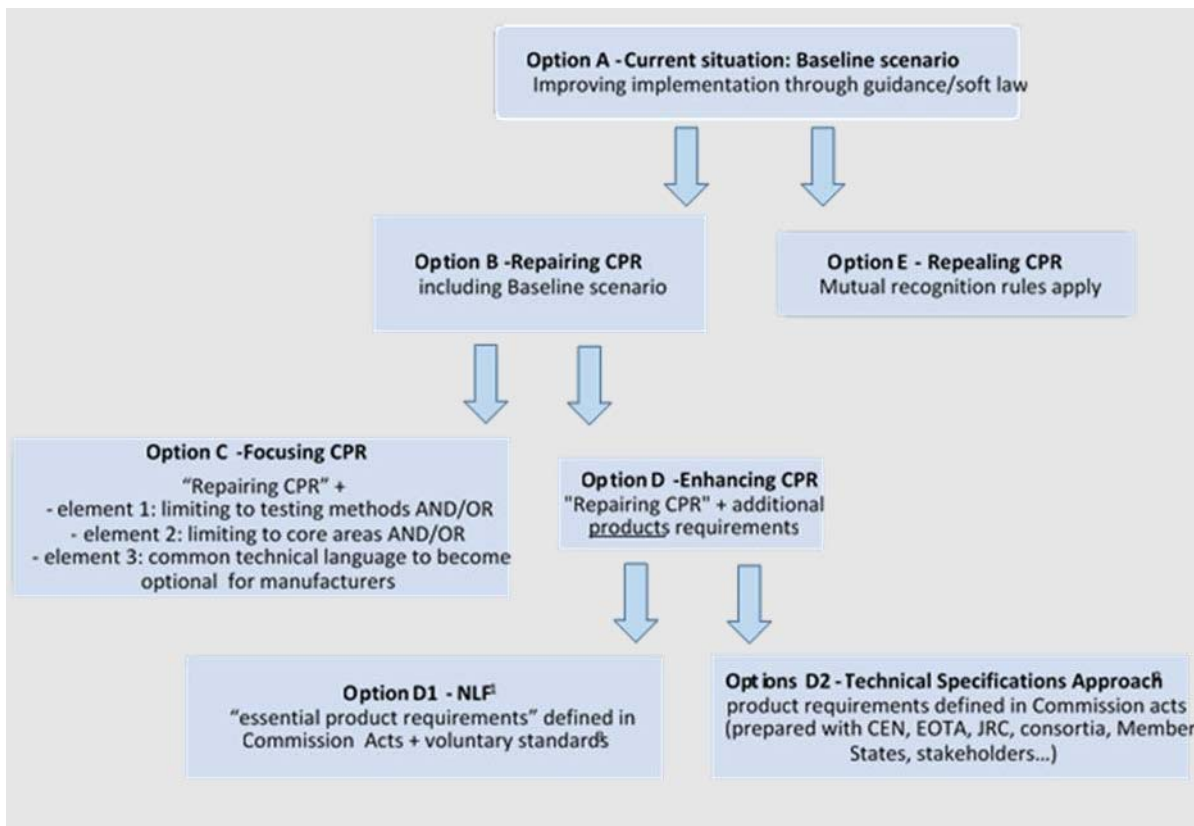 Option A - Current situation: Baseline scenario
Improving implementation through guidance/soft law
Option B -Repairing CPR
including Baseline scenario
Option E - Repealing CPR
Mutual recognition rules apply
Option C -Focusing CPR
“Repairing CPR” +
- element 1: limiting to testing methods AND/OR
- element 2: limiting to core areas AND/OR
- element 3: common technical language to become
optional for manufacturers
Option D -Enhancing CPR
"Repairing CPR" + additional
products requirements
Option D1 - NLF
“essential product requirements” defined in
Commission Acts + voluntary standards
Options D2 - Technical Specifications Approach
product requirements defined in Commission acts
(prepared with CEN, EOTA, JRC, consortia, Member
States, stakeholders...)